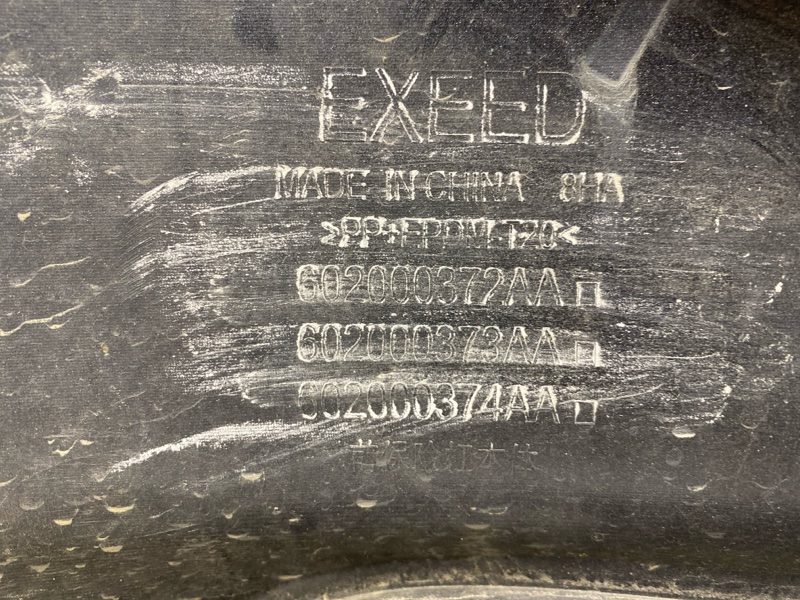 EXEED
MADE IN CHINA 8HA
>PP+EPDM-T20<
602000372AA
602000373AA
602000374AA